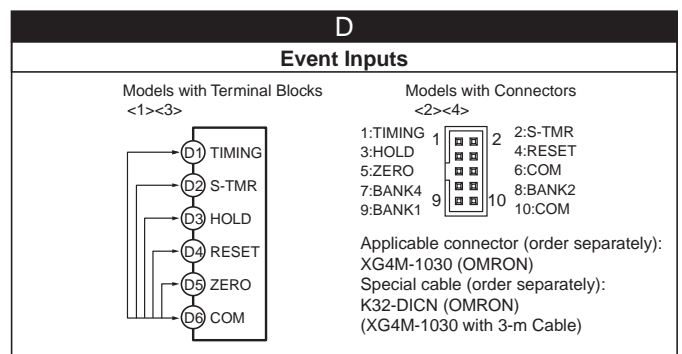 D
Event Inputs
Models with Terminal Blocks
<1><3>
D1 TIMING
D2 S-TMR
D3 HOLD
D4 RESET
D5 ZERO
D6 COM
Models with Connectors
<2><4>
1:TIMING 1 2 2:S-TMR
3:HOLD 4:RESET
5:ZERO 6:COM
7:BANK4 8:BANK2
9:BANK1 9 10 10:COM
Applicable connector (order separately):
XG4M-1030 (OMRON)
Special cable (order separately):
K32-DICN (OMRON)
(XG4M-1030 with 3-m Cable)